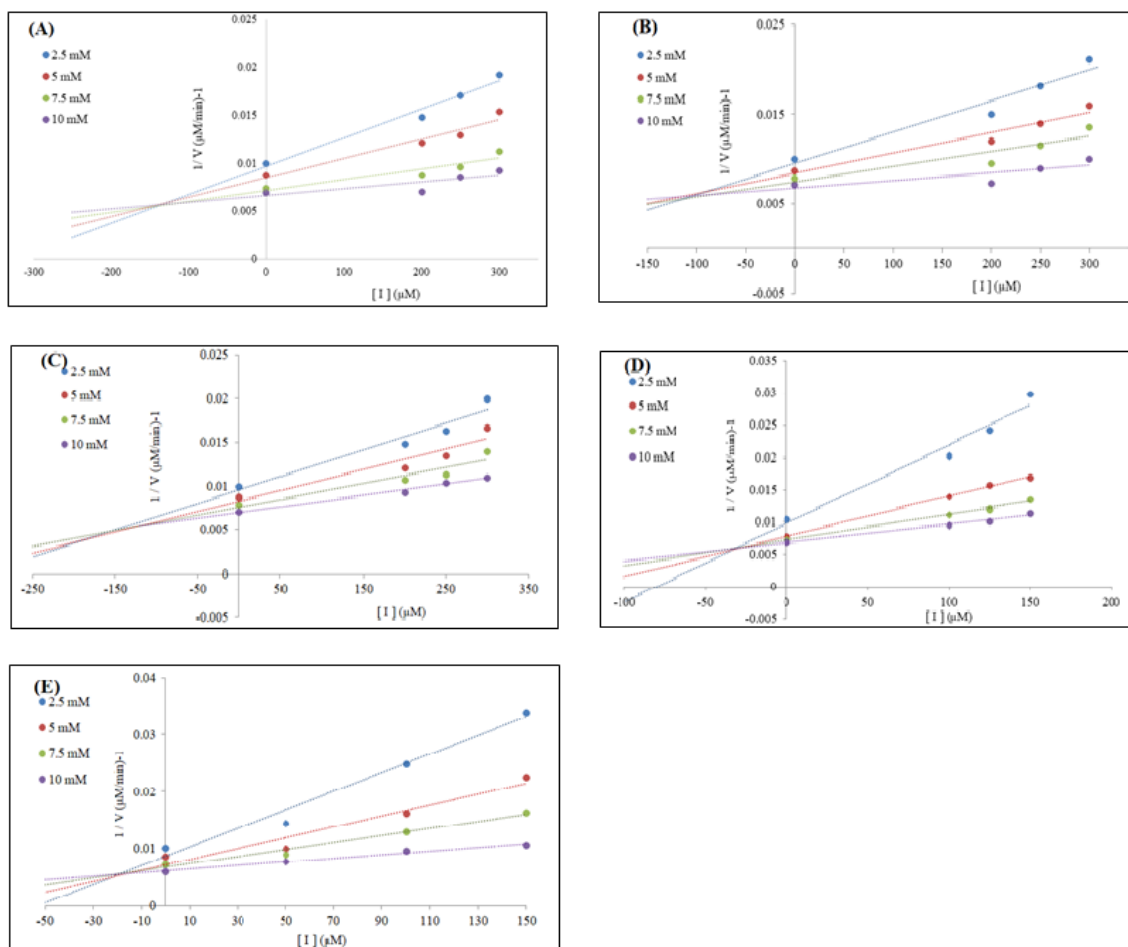 (A)
2.5 mM
5 mM
7.5 mM
10 mM
1/ V (µM/min)-1
0.025
0.02
0.015
0.01
0.005
0
-300 -200 -100 0 100 200 300
[ I ] (µM)
(B)
2.5 mM
5 mM
7.5 mM
10 mM
1/ V (µM/min)-1
0.025
0.015
0.005
-0.005
-150 -100 -50 0 50 100 150 200 250 300
[ I ] (µM)
(C)
2.5 mM
5 mM
7.5 mM
10 mM
1/ V (µM/min)-1
0.025
0.02
0.015
0.01
0.005
0
-0.005
-250 -150 -50 50 150 250 350
[ I ] (µM)
(D)
2.5 mM
5 mM
7.5 mM
10 mM
1/ V (µM/min)-1
0.035
0.03
0.025
0.02
0.015
0.01
0.005
0
-0.005
-100 -50 0 50 100 150 200
[ I ] (µM)
(E)
2.5 mM
5 mM
7.5 mM
10 mM
1 / V (µM/min)-1
0.04
0.03
0.02
0.01
0
-50 -30 -10 10 30 50 70 90 110 130 150
[ I ] (µM)